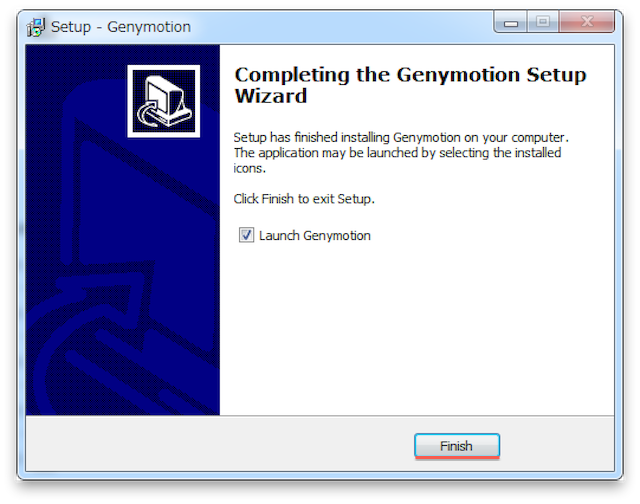 Setup - Genymotion
Completing the Genymotion Setup
Wizard
Setup has finished installing Genymotion on your computer.
The application may be launched by selecting the installed
icons.
Click Finish to exit Setup.
Launch Genymotion
Finish